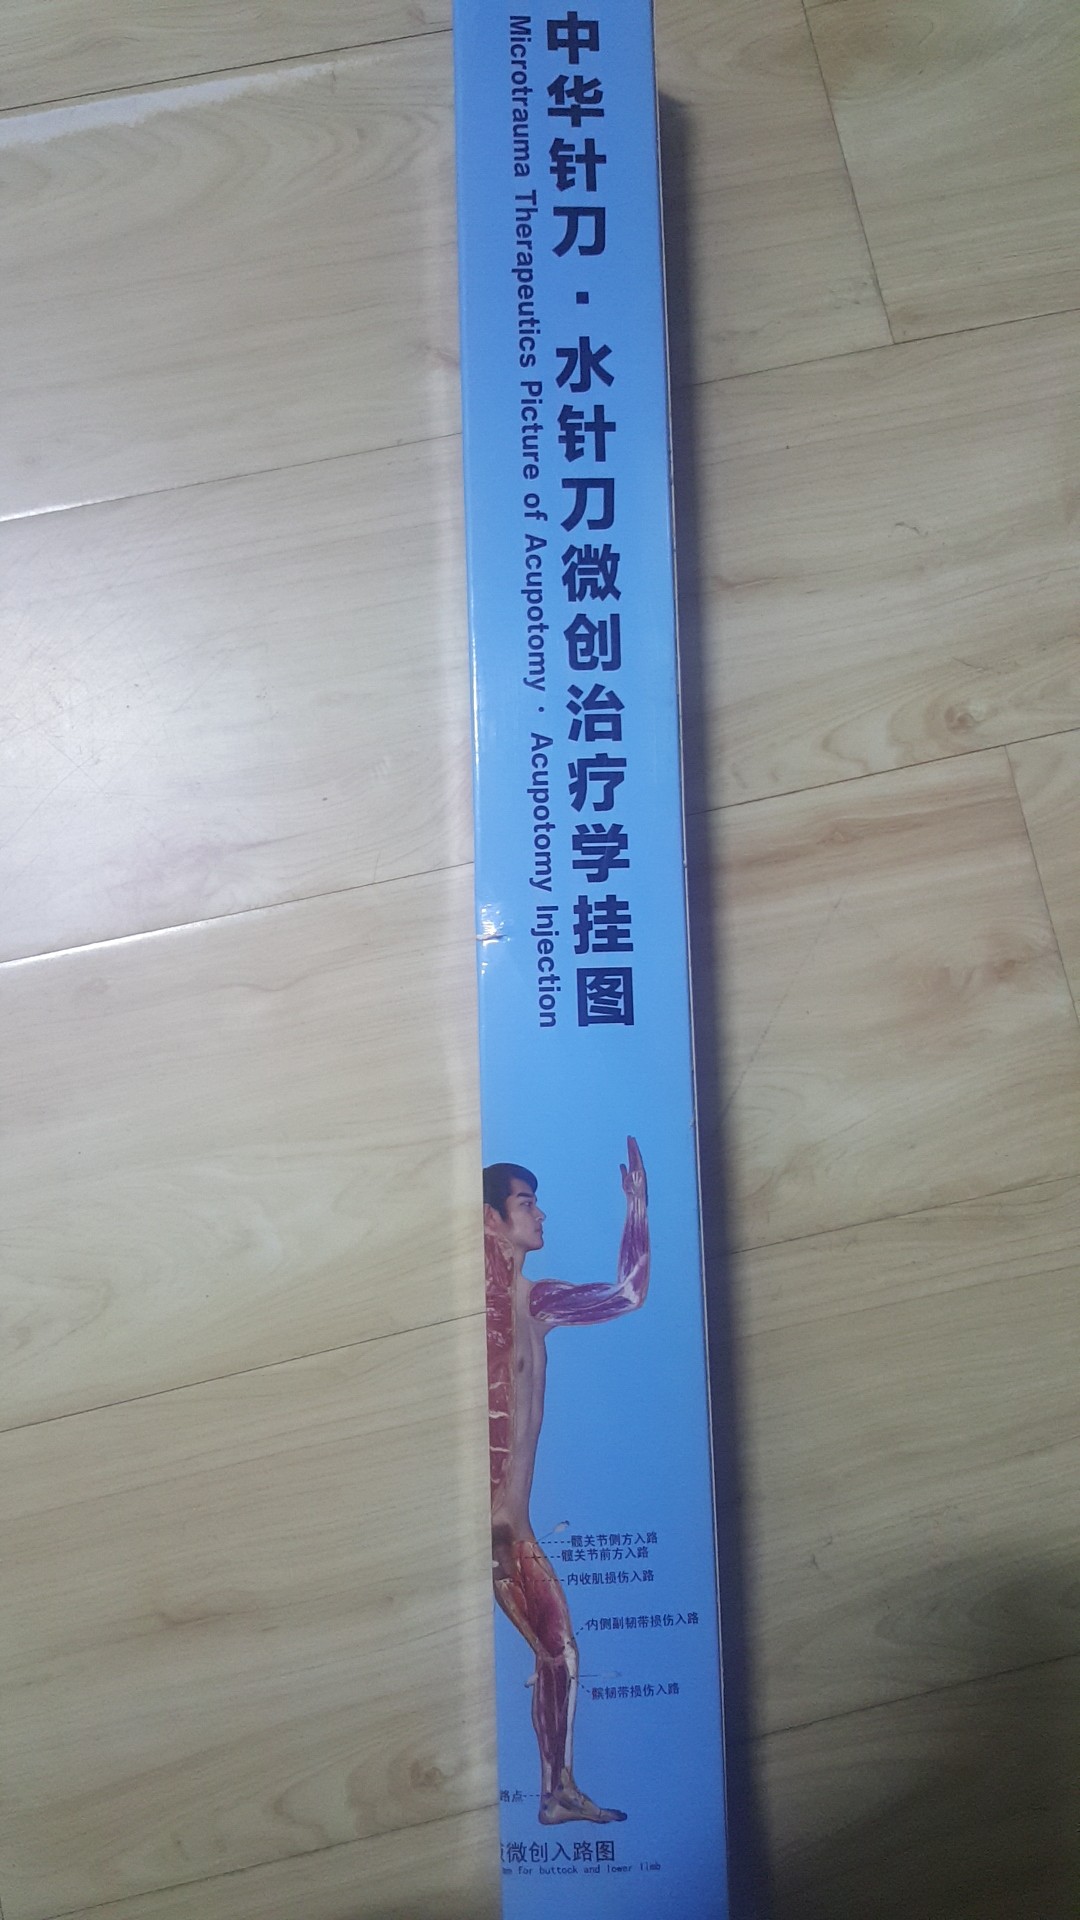 中华针刀·水针刀微创治疗学挂图
Microtrauma Therapeutics Picture of Acupotomy · Acupotomy Injection
髋关节侧方入路
髋关节前方入路
内收肌损伤入路
内侧副韧带损伤入路
髌韧带损伤入路
路点
微创入路图
for buttock and lower limb